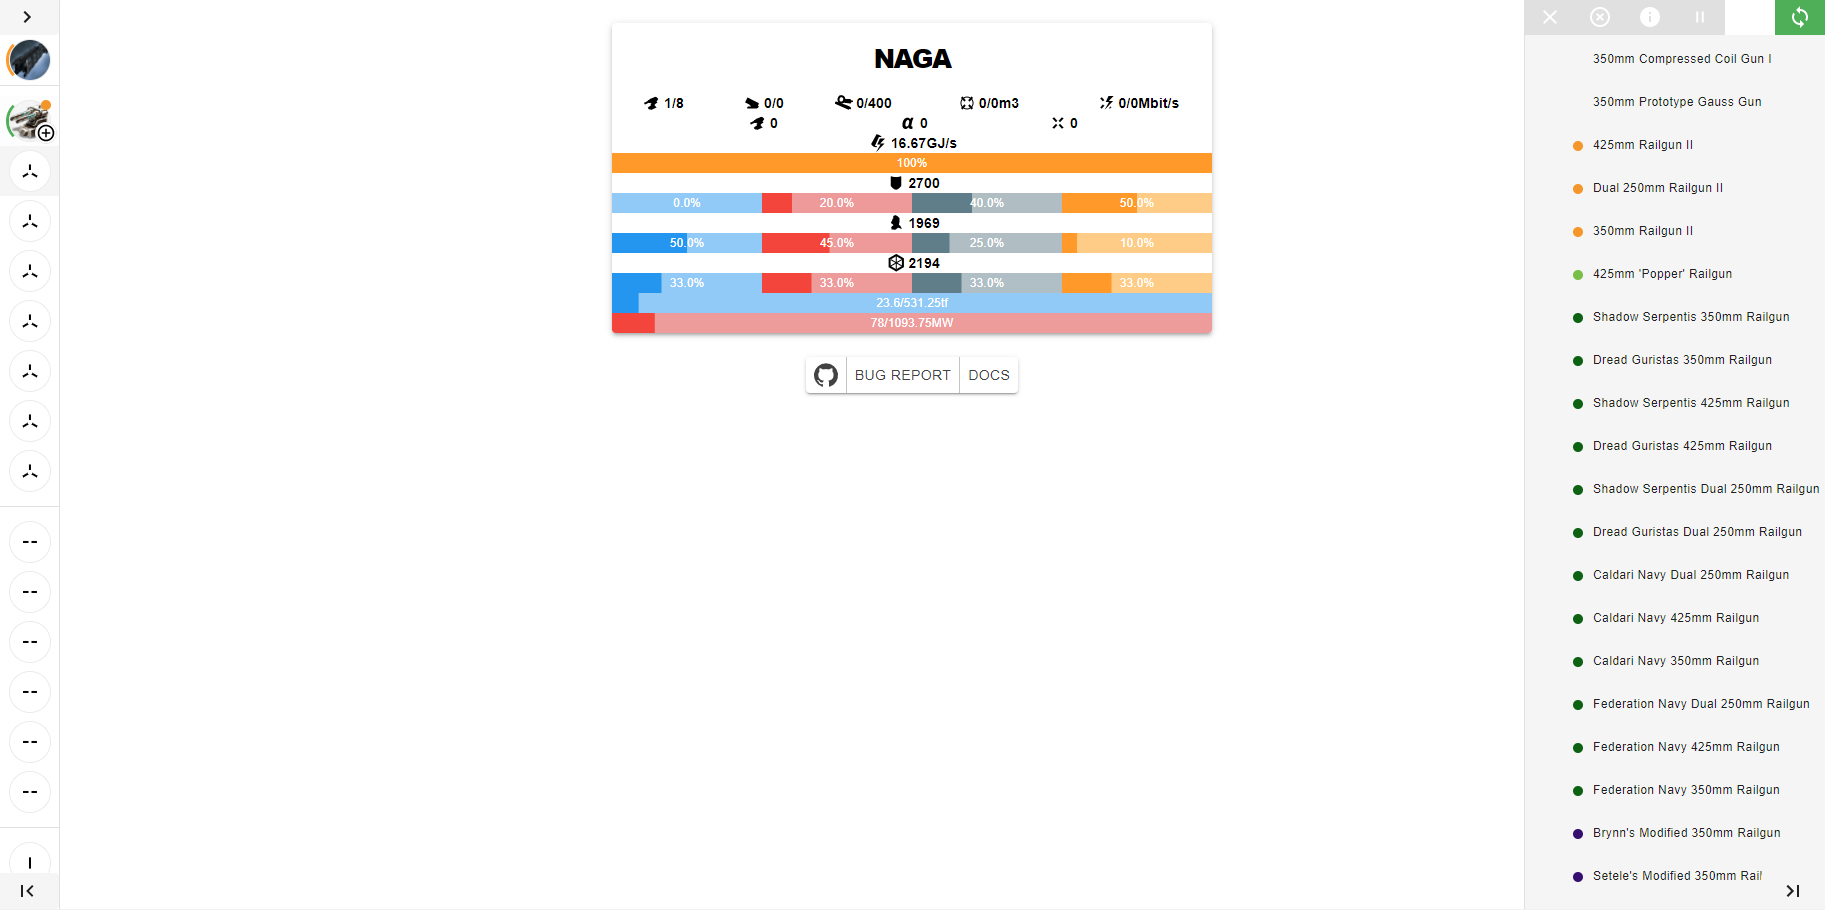 NAGA
1/8 0/0 0/400 0/0m3 0/0Mbit/s
0 α 0 0
16.67GJ/s
100%
2700
0.0% 20.0% 40.0% 50.0%
1969
50.0% 45.0% 25.0% 10.0%
2194
33.0% 33.0% 33.0% 33.0%
23.6/531.25tf
78/1093.75MW
BUG REPORT DOCS
350mm Compressed Coil Gun I
350mm Prototype Gauss Gun
425mm Railgun II
Dual 250mm Railgun II
350mm Railgun II
425mm 'Popper' Railgun
Shadow Serpentis 350mm Railgun
Dread Guristas 350mm Railgun
Shadow Serpentis 425mm Railgun
Dread Guristas 425mm Railgun
Shadow Serpentis Dual 250mm Railgun
Dread Guristas Dual 250mm Railgun
Caldari Navy Dual 250mm Railgun
Caldari Navy 425mm Railgun
Caldari Navy 350mm Railgun
Federation Navy Dual 250mm Railgun
Federation Navy 425mm Railgun
Federation Navy 350mm Railgun
Brynn's Modified 350mm Railgun
Setele's Modified 350mm Rail